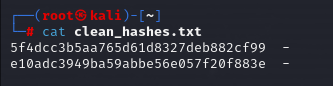 ┌──(root㉿kali)-[~]
└─# cat clean_hashes.txt
5f4dcc3b5aa765d61d8327deb882cf99  -
e10adc3949ba59abbe56e057f20f883e  -